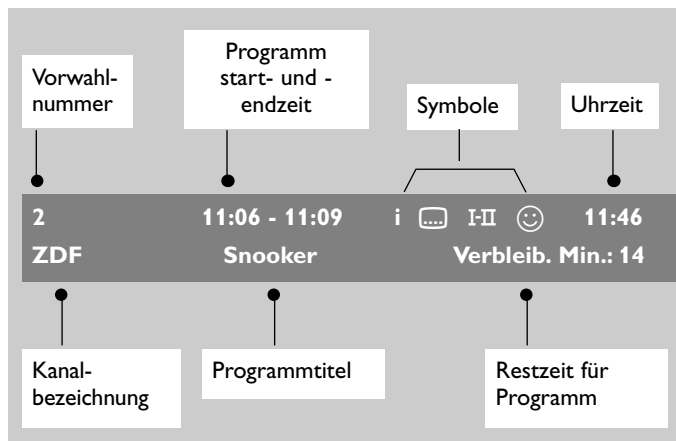 Programm
start- und -
endzeit
Vorwahl-
nummer
Symbole
Uhrzeit
2 11:06 - 11:09 i I-II 11:46
ZDF Snooker Verbleib. Min.: 14
Kanal-
bezeichnung
Programmtitel
Restzeit für
Programm